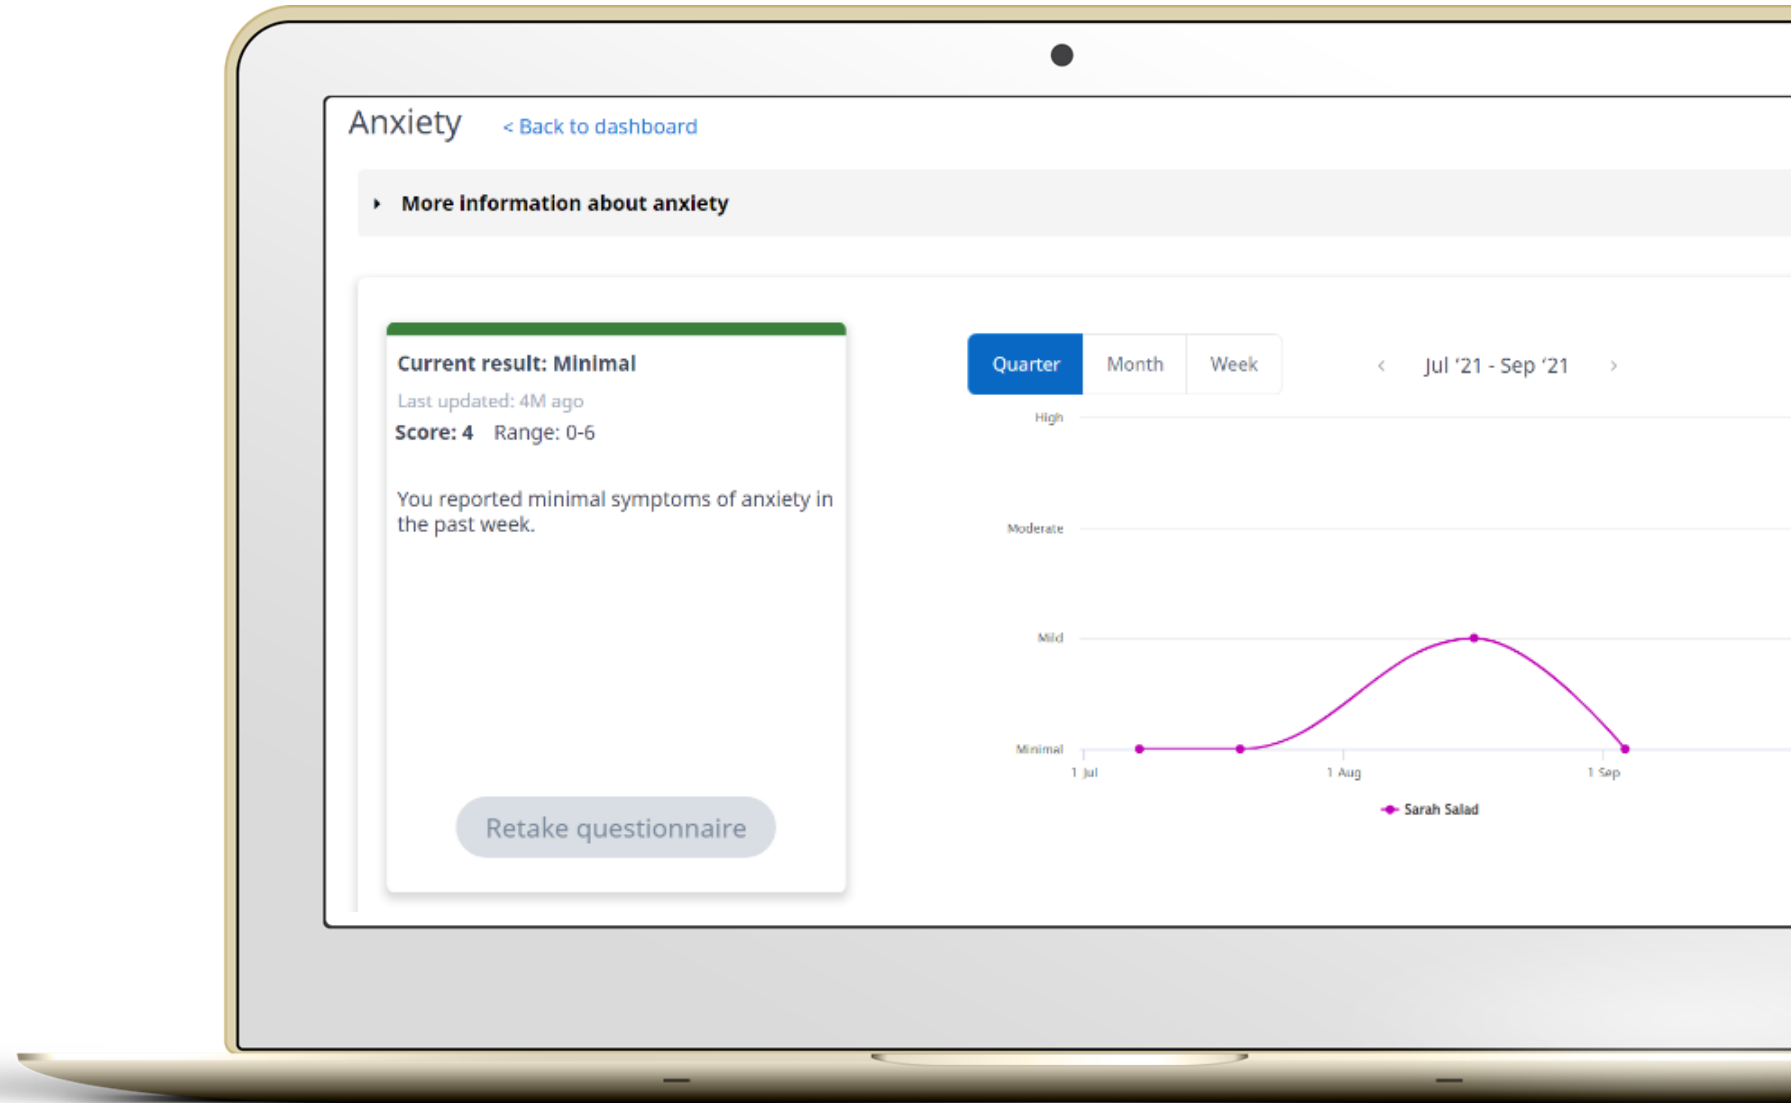 Anxiety < Back to dashboard
More information about anxiety
Current result: Minimal
Last updated: 4M ago
Score: 4 Range: 0-6
You reported minimal symptoms of anxiety in
the past week.
Retake questionnaire
Quarter Month Week < Jul ‘21 - Sep ‘21 >
High
Moderate
Mild
Minimal
1 Jul 1 Aug 1 Sep
Sarah Salad